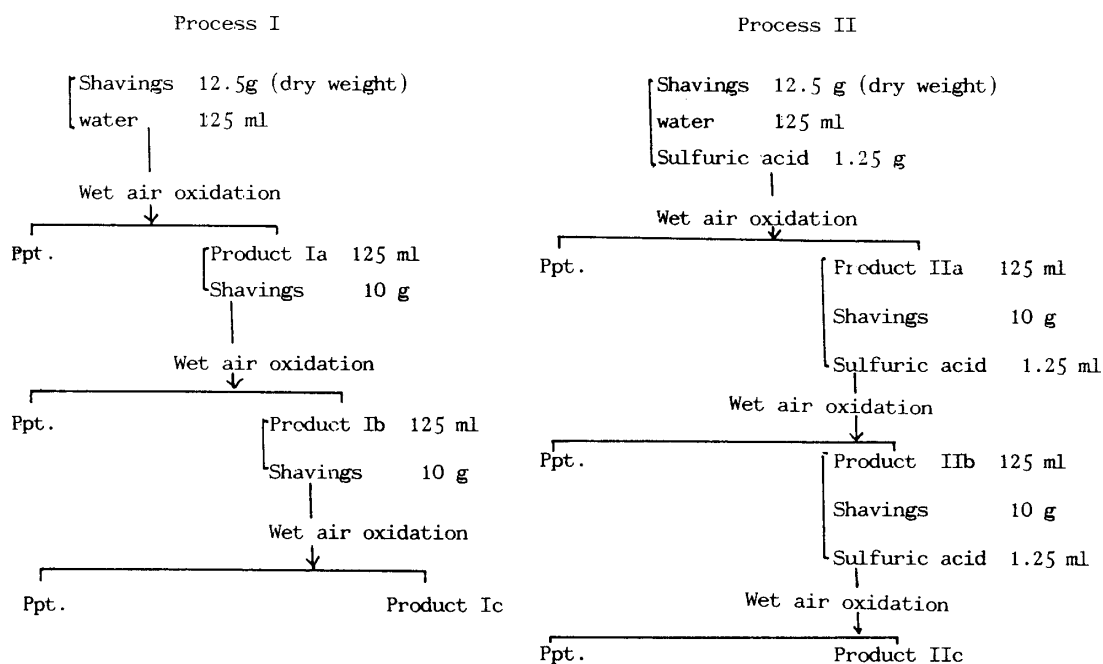 Process I
Shavings 12.5g (dry weight)
water 125 ml
Wet air oxidation
Ppt.
Product Ia 125 ml
Shavings 10 g
Wet air oxidation
Ppt.
Product Ib 125 ml
Shavings 10 g
Wet air oxidation
Ppt.
Product Ic
Process II
Shavings 12.5 g (dry weight)
water 125 ml
Sulfuric acid 1.25 g
Wet air oxidation
Ppt.
Product IIa 125 ml
Shavings 10 g
Sulfuric acid 1.25 ml
Wet air oxidation
Ppt.
Product IIb 125 ml
Shavings 10 g
Sulfuric acid 1.25 ml
Wet air oxidation
Ppt.
Product IIc